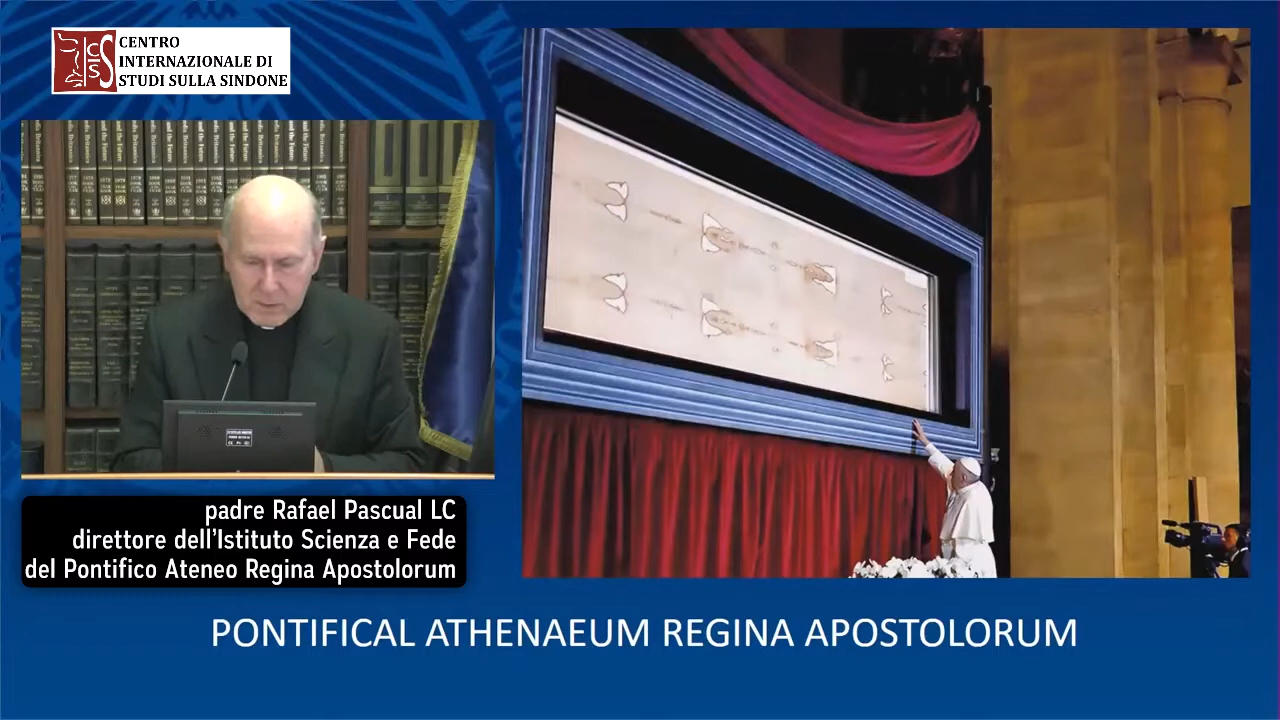 CENTRO
INTERNAZIONALE DI
STUDI SULLA SINDONE
padre Rafael Pascual LC
direttore dell'Istituto Scienza e Fede
del Pontifico Ateneo Regina Apostolorum
PONTIFICAL ATHENAEUM REGINA APOSTOLORUM